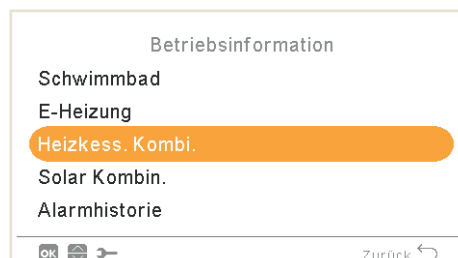 Betriebsinformation
Schwimmbad
E-Heizung
Heizkess. Kombi.
Solar Kombin.
Alarmhistorie
OK Zurück